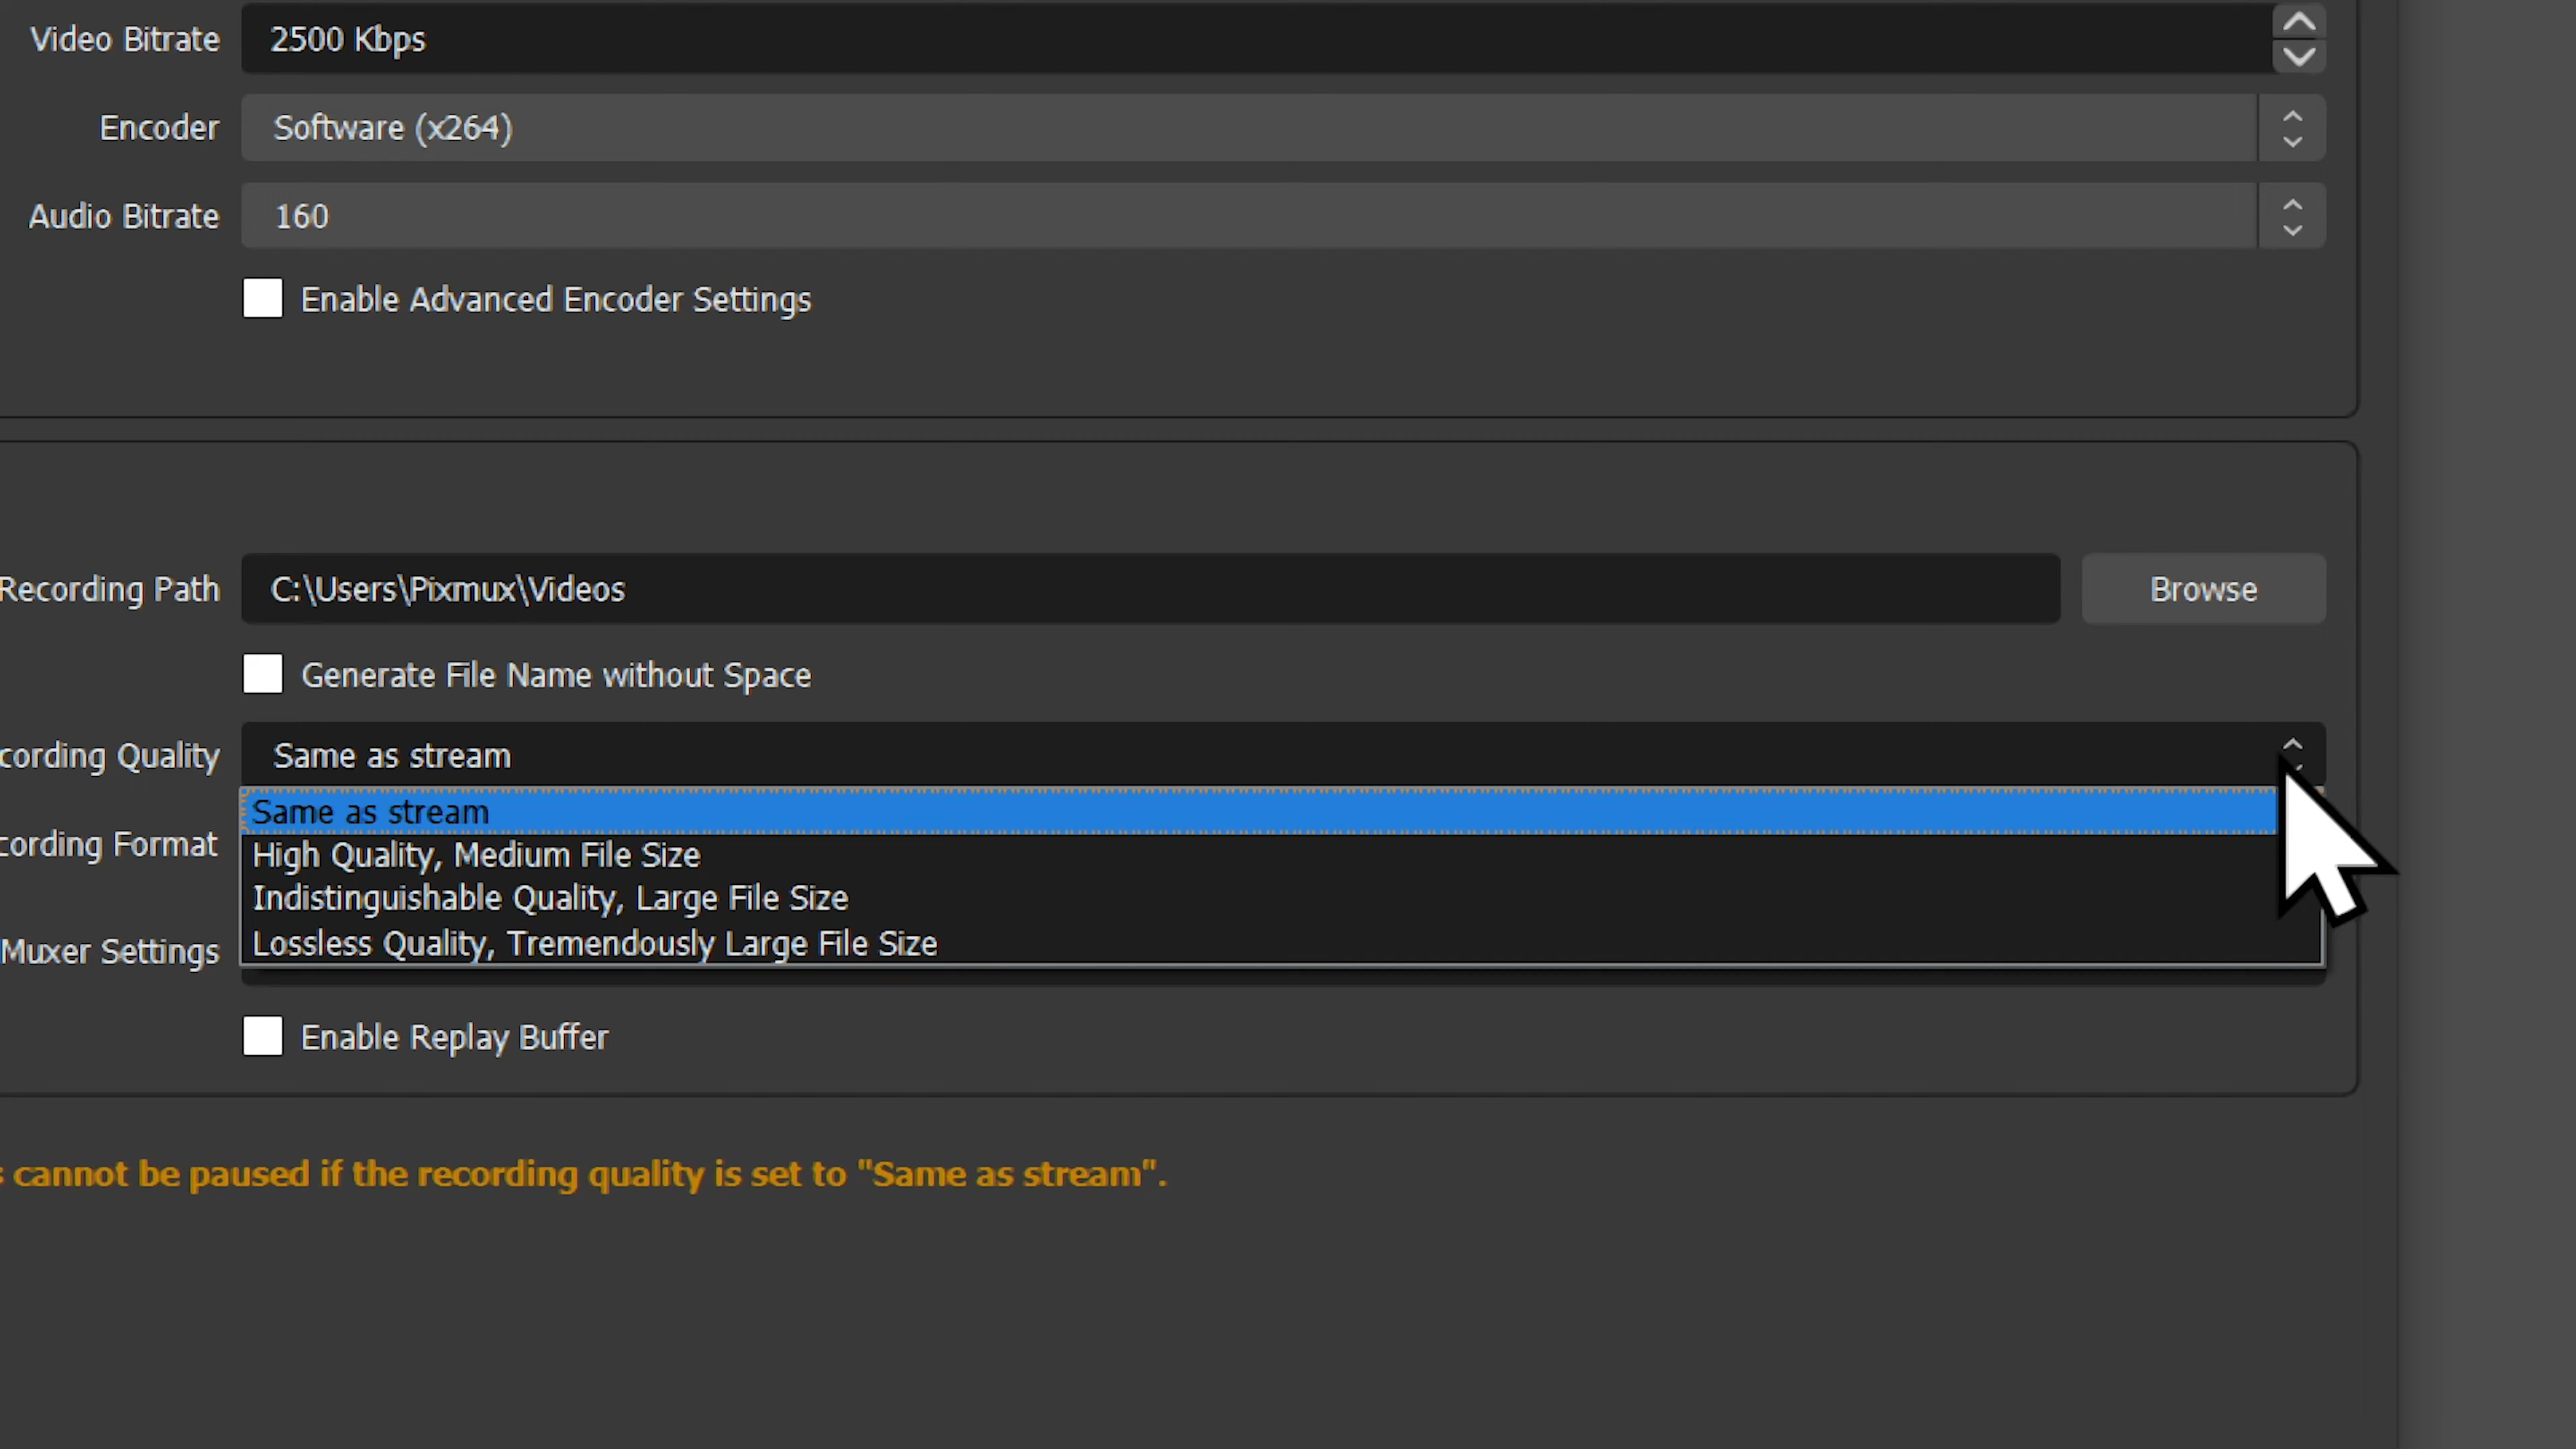 Video Bitrate 2500 Kbps
Encoder Software (x264)
Audio Bitrate 160
Enable Advanced Encoder Settings
Recording Path C:\Users\Pixmux\Videos Browse
Generate File Name without Space
cording Quality Same as stream
Same as stream
cording Format
High Quality, Medium File Size
Indistinguishable Quality, Large File Size
Muxer Settings
Lossless Quality, Tremendously Large File Size
Enable Replay Buffer
s cannot be paused if the recording quality is set to "Same as stream".